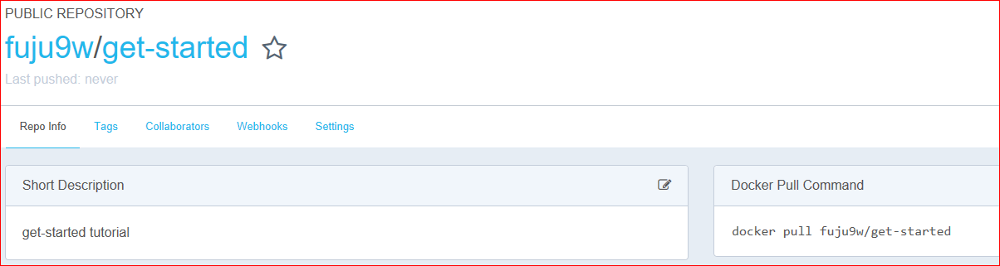 PUBLIC REPOSITORY
fuju9w/get-started
Last pushed: never
Repo Info Tags Collaborators Webhooks Settings
Short Description
get-started tutorial
Docker Pull Command
docker pull fuju9w/get-started